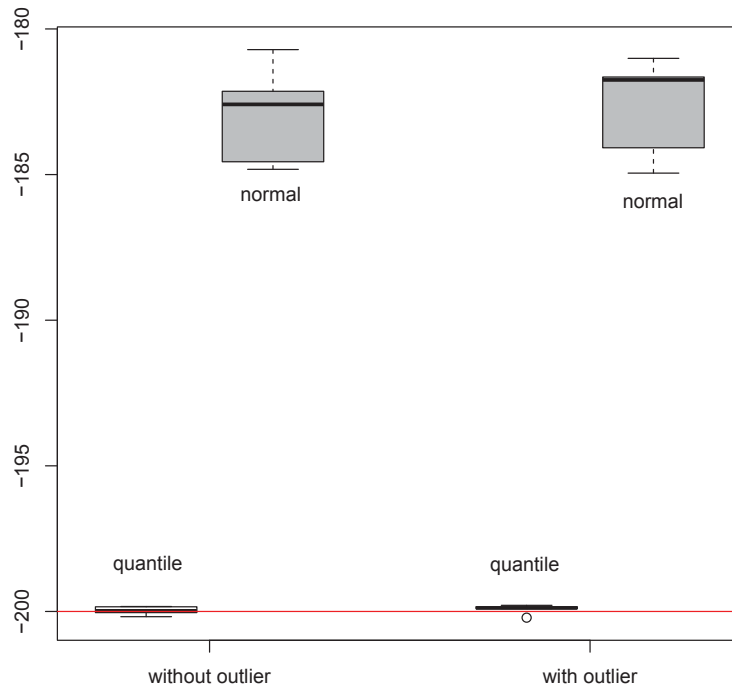 −180
normal
normal
−185
−190
−195
quantile
quantile
−200
without outlier
with outlier